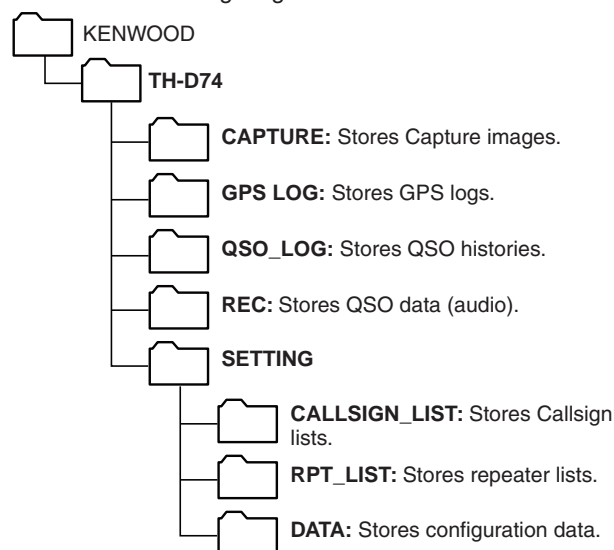 KENWOOD
TH-D74
CAPTURE: Stores Capture images.
GPS LOG: Stores GPS logs.
QSO_LOG: Stores QSO histories.
REC: Stores QSO data (audio).
SETTING
CALLSIGN_LIST: Stores Callsign
lists.
RPT_LIST: Stores repeater lists.
DATA: Stores configuration data.